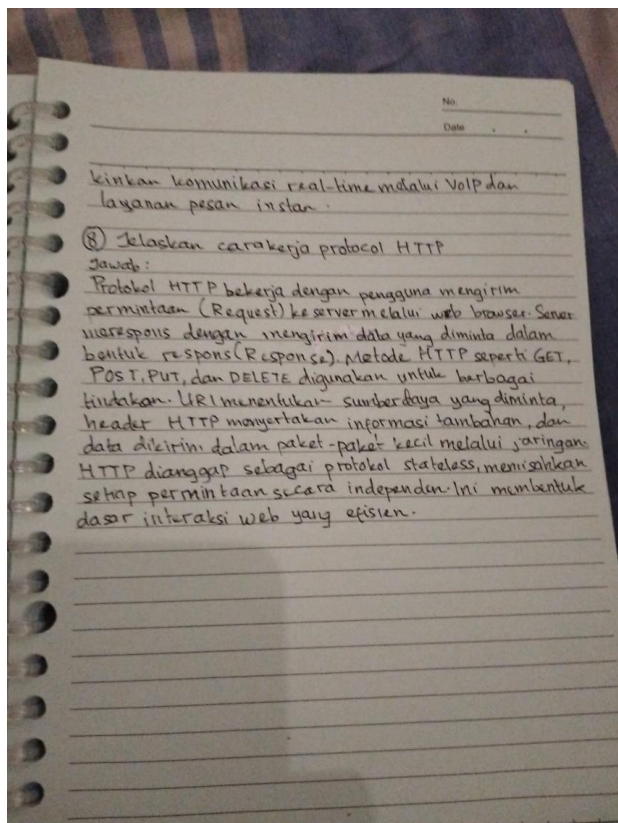 No.
Date . .
kinkan komunikasi real-time melalui VoIP dan
layanan pesan instan.
⑧ Jelaskan cara kerja protocol HTTP
Jawab :
Protokol HTTP bekerja dengan pengguna mengirim
permintaan (Request) ke server melalui web browser. Server
merespons dengan mengirim data yang diminta dalam
bentuk respons (Response). Metode HTTP seperti GET,
POST, PUT, dan DELETE digunakan untuk berbagai
tindakan. URI menentukan sumber daya yang diminta,
header HTTP menyertakan informasi tambahan, dan
data dikirim dalam paket-paket kecil melalui jaringan.
HTTP dianggap sebagai protokol stateless, memisahkan
setiap permintaan secara independen. Ini membentuk
dasar interaksi web yang efisien.